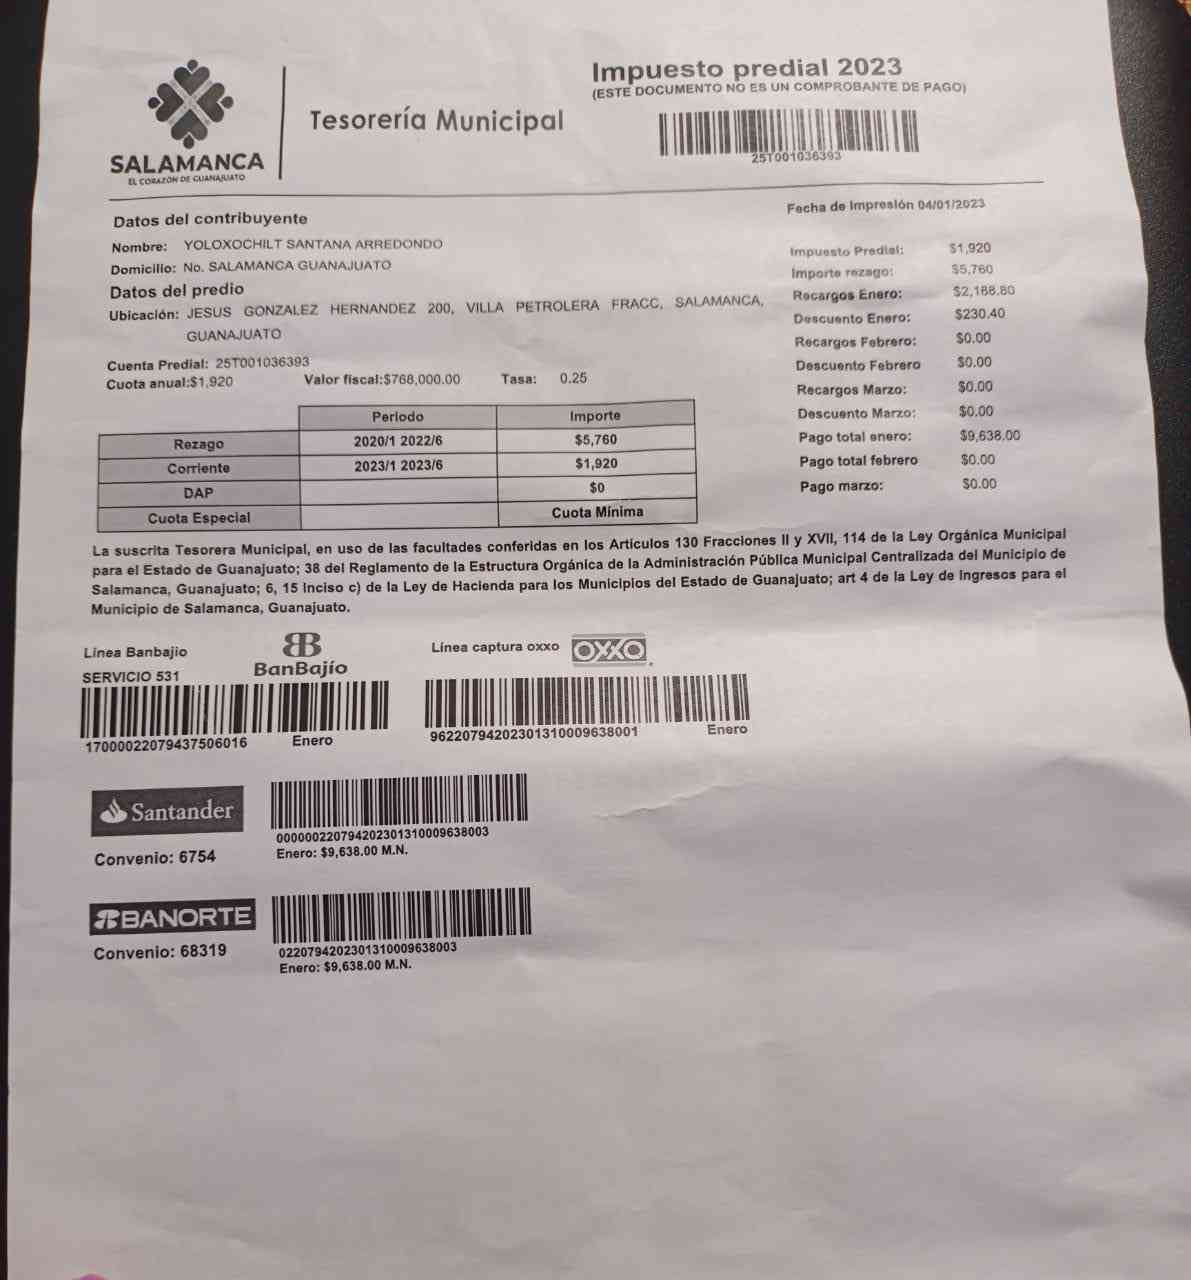 SALAMANCA
EL CORAZÓN DE GUANAJUATO
Tesorería Municipal
Impuesto predial 2023
(ESTE DOCUMENTO NO ES UN COMPROBANTE DE PAGO)
25T001036393
Fecha de Impresión 04/01/2023
Datos del contribuyente
Nombre: YOLOXOCHILT SANTANA ARREDONDO
Domicilio: No. SALAMANCA GUANAJUATO
Datos del predio
Ubicación: JESUS GONZALEZ HERNANDEZ 200, VILLA PETROLERA FRACC, SALAMANCA,
GUANAJUATO
Cuenta Predial: 25T001036393
Cuota anual:$1,920 Valor fiscal:$768,000.00 Tasa: 0.25
Impuesto Predial: $1,920
Importe rezago: $5,760
Recargos Enero: $2,188.80
Descuento Enero: $230.40
Recargos Febrero: $0.00
Descuento Febrero $0.00
Recargos Marzo: $0.00
Descuento Marzo: $0.00
Pago total enero: $9,638.00
Pago total febrero $0.00
Pago marzo: $0.00
Periodo Importe
Rezago 2020/1 2022/6 $5,760
Corriente 2023/1 2023/6 $1,920
DAP $0
Cuota Especial Cuota Mínima
La suscrita Tesorera Municipal, en uso de las facultades conferidas en los Artículos 130 Fracciones II y XVII, 114 de la Ley Orgánica Municipal
para el Estado de Guanajuato; 38 del Reglamento de la Estructura Orgánica de la Administración Pública Municipal Centralizada del Municipio de
Salamanca, Guanajuato; 6, 15 inciso c) de la Ley de Hacienda para los Municipios del Estado de Guanajuato; art 4 de la Ley de Ingresos para el
Municipio de Salamanca, Guanajuato.
Línea Banbajio
BanBajío
SERVICIO 531
17000022079437506016 Enero
Línea captura oxxo
OXXO
96220794202301310009638001 Enero
Santander
Convenio: 6754
000000220794202301310009638003
Enero: $9,638.00 M.N.
BANORTE
Convenio: 68319
0220794202301310009638003
Enero: $9,638.00 M.N.